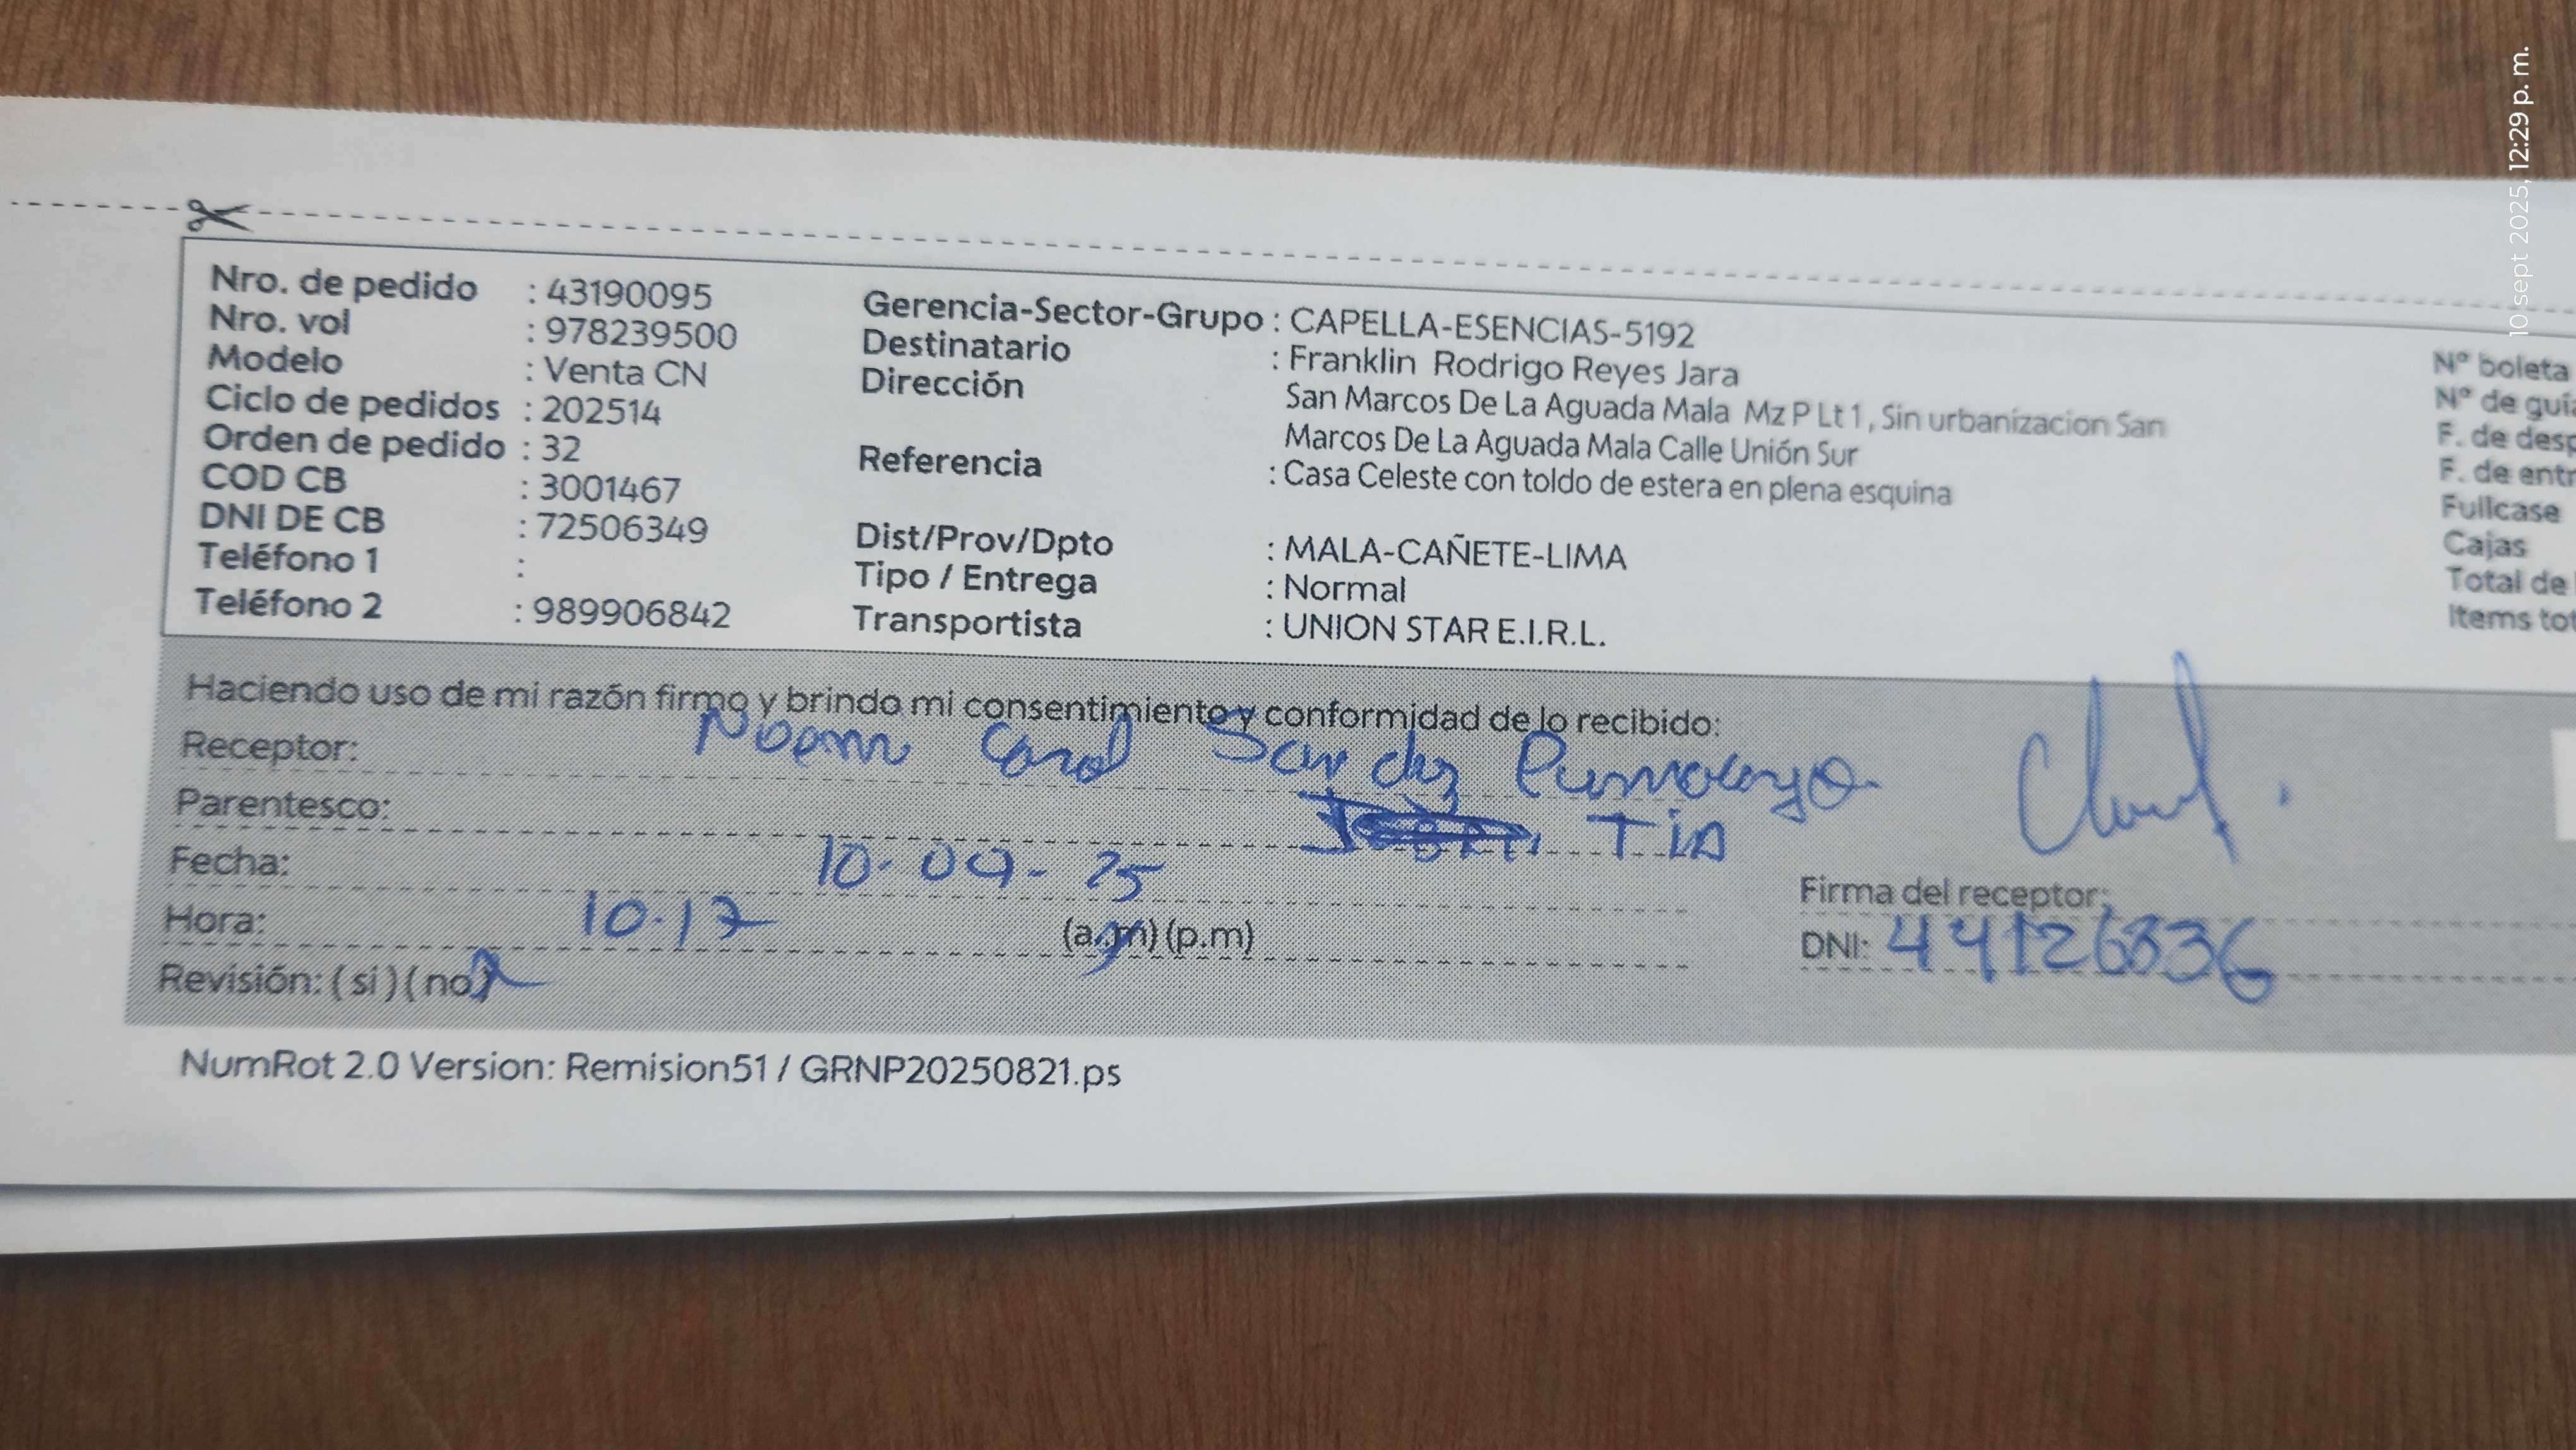 10 sept 2025, 12:29 p. m.
Nro. de pedido : 43190095
Nro. vol : 978239500
Modelo : Venta CN
Ciclo de pedidos : 202514
Orden de pedido : 32
COD CB : 3001467
DNI DE CB : 72506349
Teléfono 1 :
Teléfono 2 : 989906842
Gerencia-Sector-Grupo : CAPELLA-ESENCIAS-5192
Destinatario : Franklin Rodrigo Reyes Jara
Dirección San Marcos De La Aguada Mala Mz P Lt 1, Sin urbanizacion San
Marcos De La Aguada Mala Calle Unión Sur
Referencia : Casa Celeste con toldo de estera en plena esquina
Dist/Prov/Dpto : MALA-CAÑETE-LIMA
Tipo / Entrega : Normal
Transportista : UNION STAR E.I.R.L.
N° boleta
N° de guía
F. de desp
F. de entr
Fullcase
Cajas
Total de
Items tot
Haciendo uso de mi razón firmo y brindo mi consentimiento y conformidad de lo recibido:
Receptor: Noemi Carol
Parentesco: Tia
Fecha: 10-09-25
Hora: 10.17 (a.m) (p.m)
Revisión: ( si ) ( no )
Firma del receptor:
DNI: 44126836
NumRot 2.0 Version: Remision51 / GRNP20250821.ps